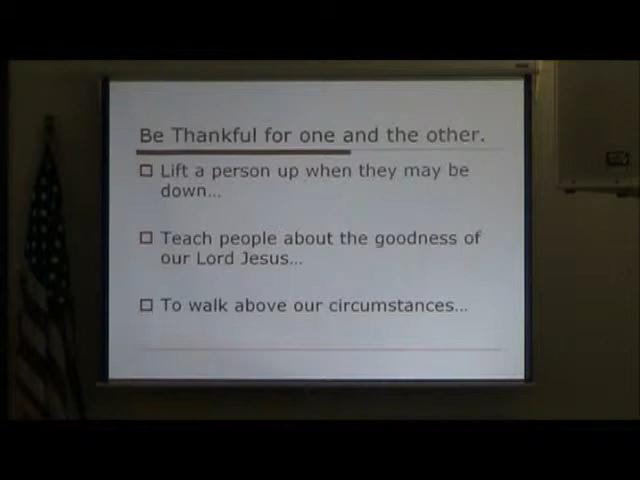 Be Thankful for one and the other.
Lift a person up when they may be
down...
Teach people about the goodness of
our Lord Jesus...
To walk above our circumstances...